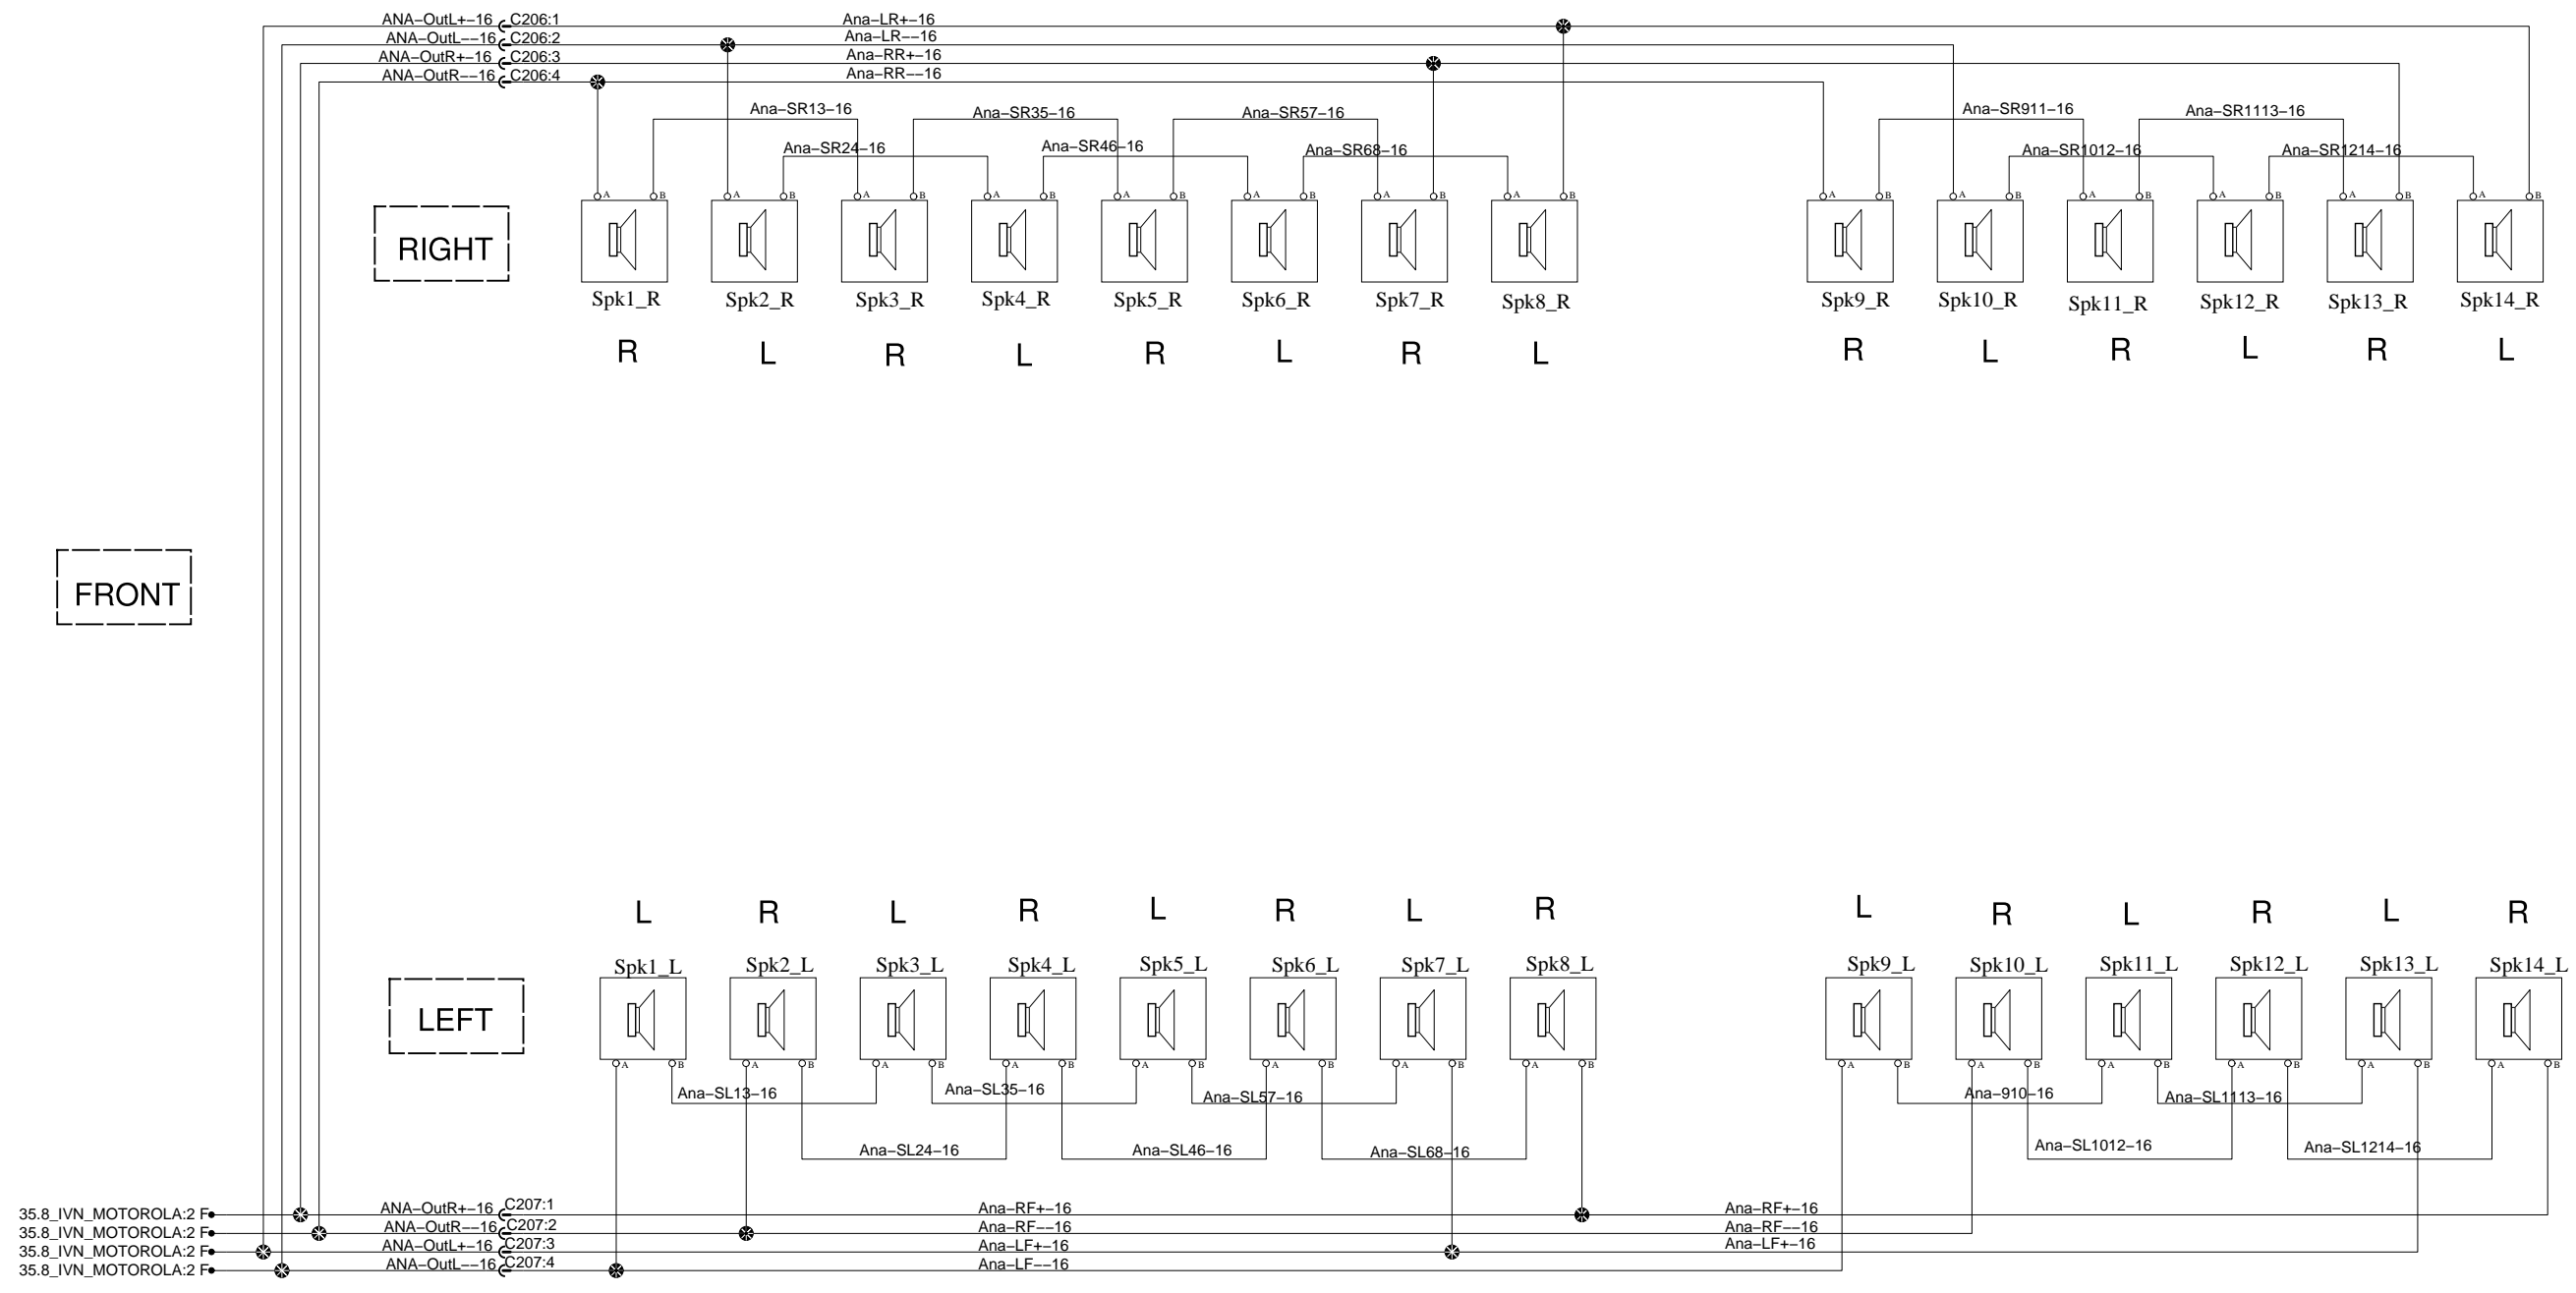 ANA–OutL+–16 C206:1 Ana–LR+–16
ANA–OutL––16 C206:2 Ana–LR––16
ANA–OutR+–16 C206:3 Ana–RR+–16
ANA–OutR––16 C206:4 Ana–RR––16
Ana–SR13–16 Ana–SR35–16 Ana–SR57–16 Ana–SR911–16 Ana–SR1113–16
Ana–SR24–16 Ana–SR46–16 Ana–SR68–16 Ana–SR1012–16 Ana–SR1214–16
A B A B A B A B A B A B A B A B A B A B A B A B A B A B
RIGHT
Spk1_R Spk2_R Spk3_R Spk4_R Spk5_R Spk6_R Spk7_R Spk8_R Spk9_R Spk10_R Spk11_R Spk12_R Spk13_R Spk14_R
R L R L R L R L R L R L R L
FRONT
L R L R L R L R L R L R L R
Spk1_L Spk2_L Spk3_L Spk4_L Spk5_L Spk6_L Spk7_L Spk8_L Spk9_L Spk10_L Spk11_L Spk12_L Spk13_L Spk14_L
LEFT
A B A B A B A B A B A B A B A B A B A B A B A B A B A B
Ana–SL13–16 Ana–SL35–16 Ana–SL57–16 Ana–910–16 Ana–SL1113–16
Ana–SL24–16 Ana–SL46–16 Ana–SL68–16 Ana–SL1012–16 Ana–SL1214–16
35.8_IVN_MOTOROLA:2 F ANA–OutR+–16 C207:1 Ana–RF+–16 Ana–RF+–16
35.8_IVN_MOTOROLA:2 F ANA–OutR––16 C207:2 Ana–RF––16 Ana–RF––16
35.8_IVN_MOTOROLA:2 F ANA–OutL+–16 C207:3 Ana–LF+–16 Ana–LF+–16
35.8_IVN_MOTOROLA:2 F ANA–OutL––16 C207:4 Ana–LF––16